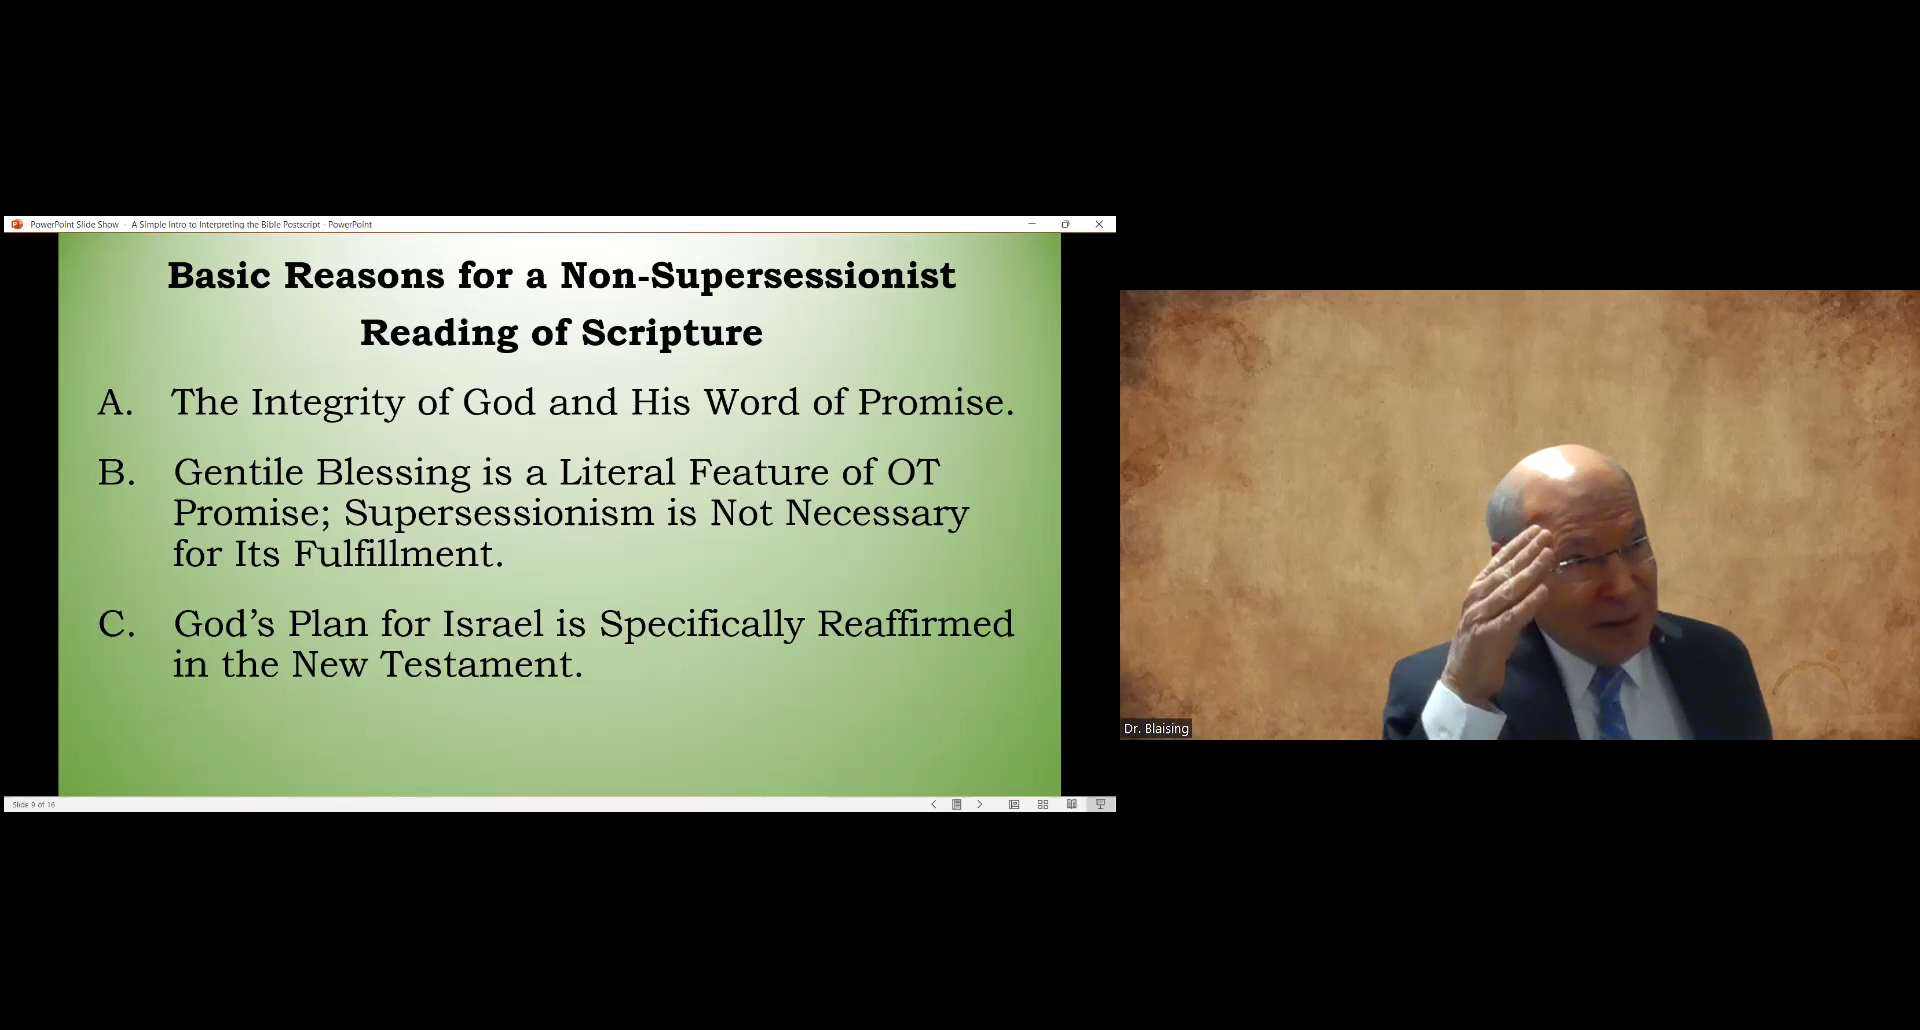 PowerPoint Slide Show - A Simple Intro to Interpreting the Bible Postscript - PowerPoint
Basic Reasons for a Non-Supersessionist
Reading of Scripture
A. The Integrity of God and His Word of Promise.
B. Gentile Blessing is a Literal Feature of OT
Promise; Supersessionism is Not Necessary
for Its Fulfillment.
C. God’s Plan for Israel is Specifically Reaffirmed
in the New Testament.
Dr. Blaising
Slide 9 of 16